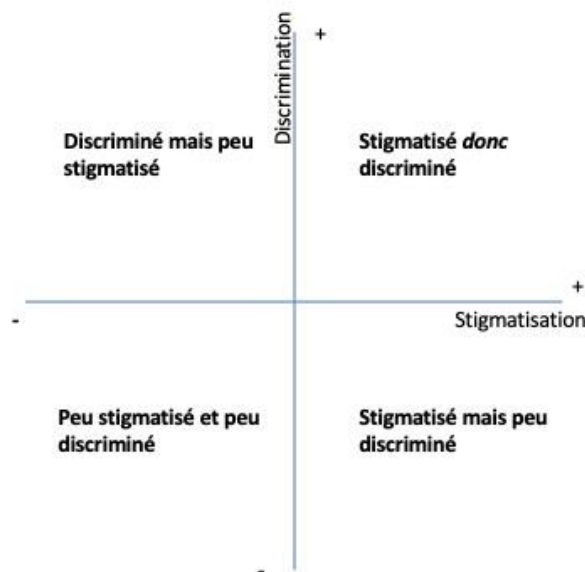 Discrimination
+
Discriminé mais peu
stigmatisé
Stigmatisé donc
discriminé
+
-
Stigmatisation
Peu stigmatisé et peu
discriminé
Stigmatisé mais peu
discriminé